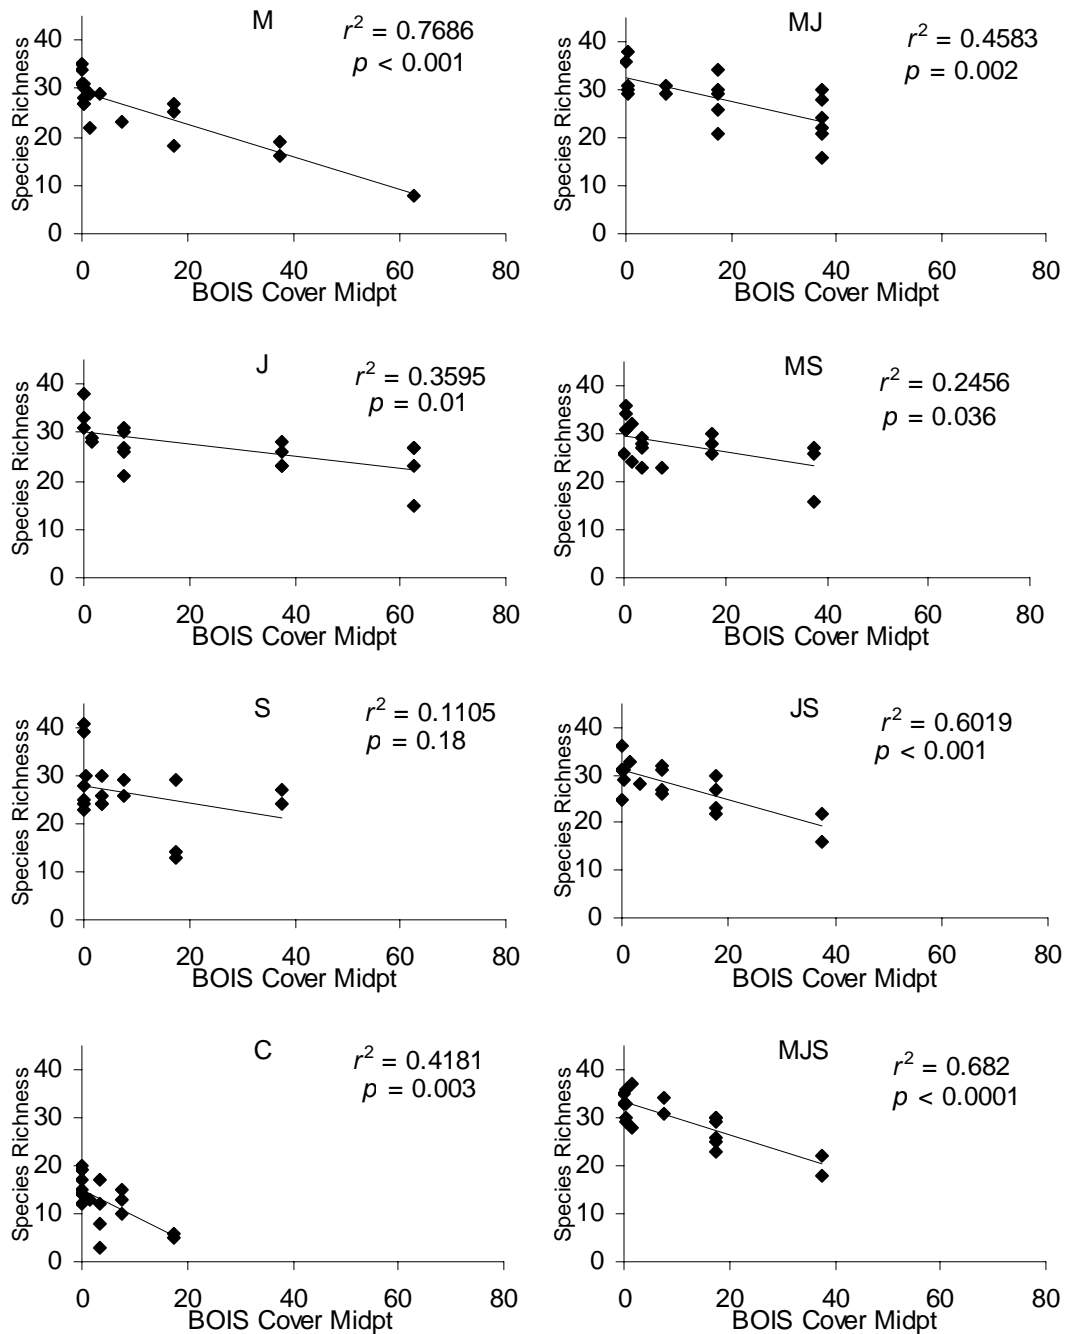 M
r² = 0.7686
p < 0.001
Species Richness
40
30
20
10
0
0 20 40 60 80
BOIS Cover Midpt
MJ
r² = 0.4583
p = 0.002
Species Richness
40
30
20
10
0
0 20 40 60 80
BOIS Cover Midpt
J
r² = 0.3595
p = 0.01
Species Richness
40
30
20
10
0
0 20 40 60 80
BOIS Cover Midpt
MS
r² = 0.2456
p = 0.036
Species Richness
40
30
20
10
0
0 20 40 60 80
BOIS Cover Midpt
S
r² = 0.1105
p = 0.18
Species Richnesss
40
30
20
10
0
0 20 40 60 80
BOIS Cover Midpt
JS
r² = 0.6019
p < 0.001
Species Richness
40
30
20
10
0
0 20 40 60 80
BOIS Cover Midpt
C
r² = 0.4181
p = 0.003
Species Richness
40
30
20
10
0
0 20 40 60 80
BOIS Cover Midpt
MJS
r² = 0.682
p < 0.0001
Species Richness
40
30
20
10
0
0 20 40 60 80
BOIS Cover Midpt